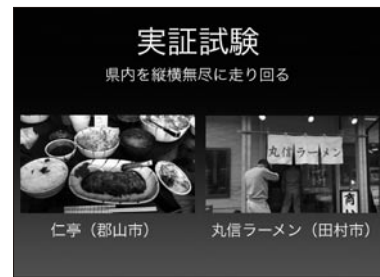 実証試験
県内を縦横無尽に走り回る
丸信ラーメン
仁亭（郡山市）
丸信ラーメン（田村市）